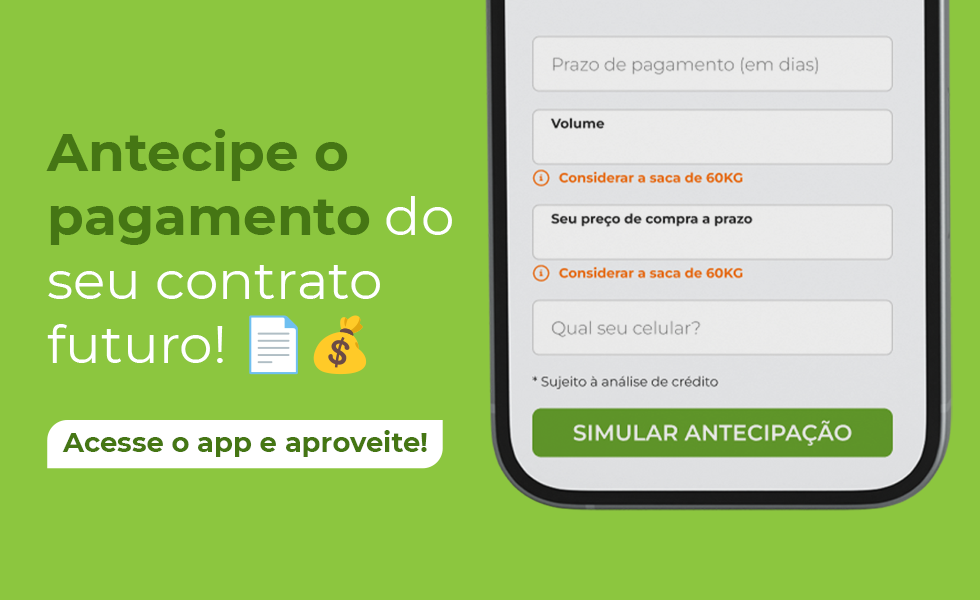 Antecipe o
pagamento do
seu contrato
futuro! 📄💰
Acesse o app e aproveite!
Prazo de pagamento (em dias)
Volume
Considerar a saca de 60KG
Seu preço de compra a prazo
Considerar a saca de 60KG
Qual seu celular?
* Sujeito à análise de crédito
SIMULAR ANTECIPAÇÃO